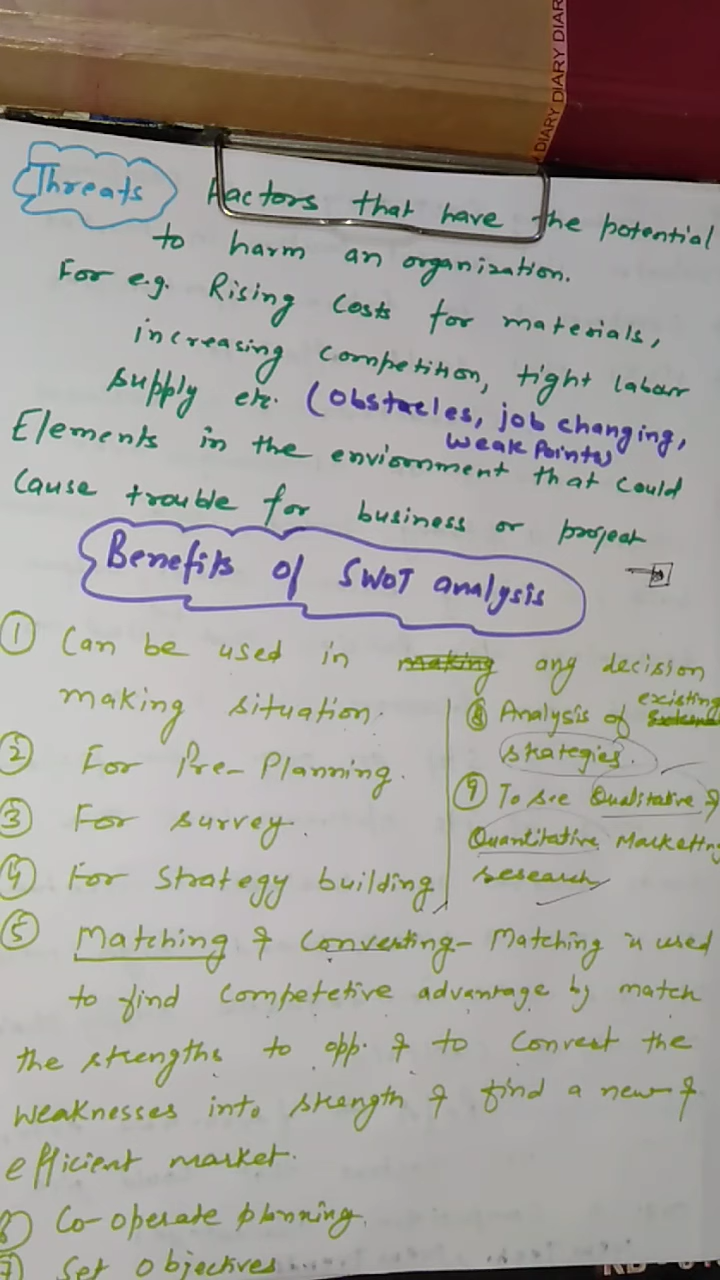 DIARY DIARY DIAR
Threats Factors that have the potential
to harm an organization.
For e.g. Rising Costs for materials,
increasing Competition, tight labour
supply etc. (Obstacles, job changing,
weak points)
Elements in the enviornment that could
cause trouble for business or project
Benefits of SWOT analysis
① Can be used in making any decision
making situation.
② For Pre-Planning.
③ For survey.
④ For Strategy building
⑧ Analysis of existing
strategies.
⑨ To see Qualitative &
Quantitative Marketing
research
⑤ Matching & Converting - Matching is used
to find Competetive advantage by match
the strengths to opp. & to Convert the
weaknesses into strength & find a new &
efficient market.
⑥ Co-operate planning.
⑦ Set objectives